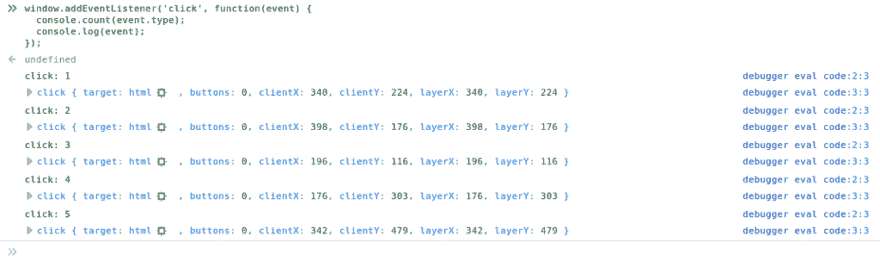 window.addEventListener('click', function(event) {
console.count(event.type);
console.log(event);
});
undefined
click: 1 debugger eval code:2:3
click { target: html , buttons: 0, clientX: 340, clientY: 224, layerX: 340, layerY: 224 } debugger eval code:3:3
click: 2 debugger eval code:2:3
click { target: html , buttons: 0, clientX: 398, clientY: 176, layerX: 398, layerY: 176 } debugger eval code:3:3
click: 3 debugger eval code:2:3
click { target: html , buttons: 0, clientX: 196, clientY: 116, layerX: 196, layerY: 116 } debugger eval code:3:3
click: 4 debugger eval code:2:3
click { target: html , buttons: 0, clientX: 176, clientY: 303, layerX: 176, layerY: 303 } debugger eval code:3:3
click: 5 debugger eval code:2:3
click { target: html , buttons: 0, clientX: 342, clientY: 479, layerX: 342, layerY: 479 } debugger eval code:3:3